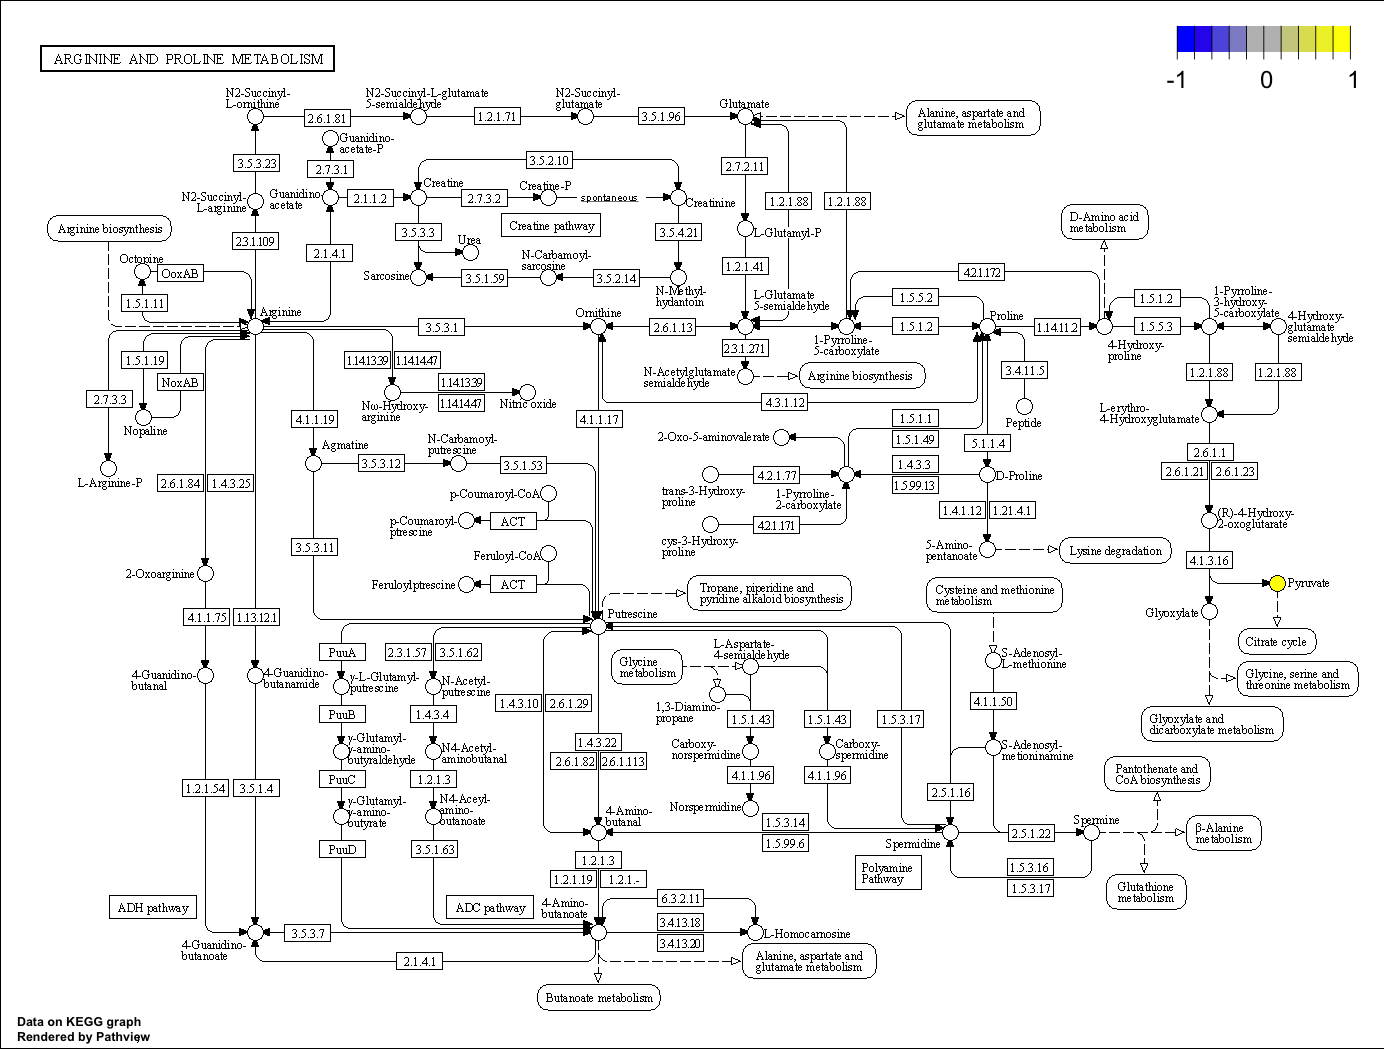 ARGININE AND PROLINE METABOLISM
-1
0
1
N2-Succinyl-
L-ornithine
2.6.1.81
N2-Succinyl-L-glutamate
5-semialdehyde
1.2.1.71
N2-Succinyl-
glutamate
3.5.1.96
Glutamate
Alanine, aspartate and
glutamate metabolism
Guanidino-
acetate-P
3.5.3.23
2.7.3.1
3.5.2.10
2.7.2.11
N2-Succinyl-
L-arginine
Guanidino
acetate
2.1.1.2
Creatine
2.7.3.2
Creatine-P
spontaneous
Creatinine
1.2.1.88
1.2.1.88
Arginine biosynthesis
2.3.1.109
2.1.4.1
3.5.3.3
Urea
Creatine pathway
3.5.4.21
L-Glutamyl-P
D-Amino acid
metabolism
Octopine
OoxAB
Sarcosine
3.5.1.59
N-Carbamoyl-
sarcosine
3.5.2.14
N-Methyl-
hydantoin
1.2.1.41
4.2.1.172
1.5.1.11
Arginine
3.5.3.1
Ornithine
2.6.1.13
L-Glutamate
5-semialdehyde
1.5.5.2
1.5.1.2
Proline
1.14.11.2
1.5.1.2
1.5.5.3
1-Pyrroline-
3-hydroxy-
5-carboxylate
4-Hydroxy-
glutamate
semialdehyde
1-Pyrroline-
5-carboxylate
4-Hydroxy-
proline
1.5.1.19
NoxAB
1.14.13.39
1.14.14.47
2.3.1.271
N-Acetylglutamate
semialdehyde
Arginine biosynthesis
3.4.11.5
1.2.1.88
1.2.1.88
2.7.3.3
Nopaline
Nω-Hydroxy-
arginine
1.14.13.39
1.14.14.47
Nitric oxide
4.3.1.12
Peptide
L-erythro-
4-Hydroxyglutamate
4.1.1.19
4.1.1.17
1.5.1.1
1.5.1.49
5.1.1.4
2-Oxo-5-aminovalerate
Agmatine
3.5.3.12
N-Carbamoyl-
putrescine
3.5.1.53
1.4.3.3
1.5.99.13
D-Proline
2.6.1.1
2.6.1.21
2.6.1.23
L-Arginine-P
2.6.1.84
1.4.3.25
trans-3-Hydroxy-
proline
4.2.1.77
1-Pyrroline-
2-carboxylate
p-Coumaroyl-CoA
p-Coumaroyl-
ptrescine
ACT
cys-3-Hydroxy-
proline
4.2.1.171
1.4.1.12
1.21.4.1
(R)-4-Hydroxy-
2-oxoglutarate
3.5.3.11
Feruloyl-CoA
Feruloylptrescine
ACT
5-Amino-
pentanoate
Lysine degradation
4.1.3.16
2-Oxoarginine
Pyruvate
Tropane, piperidine and
pyridine alkaloid biosynthesis
Cysteine and methionine
metabolism
Glyoxylate
4.1.1.75
1.13.12.1
Putrescine
Citrate cycle
PuuA
2.3.1.57
3.5.1.62
Glycine
metabolism
L-Aspartate-
4-semialdehyde
S-Adenosyl-
L-methionine
Glycine, serine and
threonine metabolism
4-Guanidino-
butanal
4-Guanidino-
butanamide
γ-L-Glutamyl-
putrescine
N-Acetyl-
putrescine
1.4.3.10
2.6.1.29
1,3-Diamino-
propane
4.1.1.50
Glyoxylate and
dicarboxylate metabolism
PuuB
1.4.3.4
1.5.1.43
1.5.1.43
1.5.3.17
γ-Glutamyl-
γ-amino-
butyraldehyde
N4-Acetyl-
aminobutanal
1.4.3.22
2.6.1.82
2.6.1.113
Carboxy-
norspermidine
Carboxy-
spermidine
S-Adenosyl-
metioninamine
PuuC
1.2.1.3
4.1.1.96
4.1.1.96
Pantothenate and
CoA biosynthesis
1.2.1.54
3.5.1.4
γ-Glutamyl-
γ-amino-
butyrate
N4-Aceyl-
amino-
butanoate
Norspermidine
2.5.1.16
4-Amino-
butanal
1.5.3.14
1.5.99.6
Spermidine
2.5.1.22
Spermine
β-Alanine
metabolism
PuuD
3.5.1.63
1.2.1.3
1.2.1.19
1.2.1.-
Polyamine
Pathway
1.5.3.16
1.5.3.17
Glutathione
metabolism
ADH pathway
ADC pathway
4-Amino-
butanoate
6.3.2.11
3.4.13.18
3.4.13.20
L-Homocarnosine
4-Guanidino-
butanoate
3.5.3.7
2.1.4.1
Alanine, aspartate and
glutamate metabolism
Butanoate metabolism
Data on KEGG graph
Rendered by Pathview